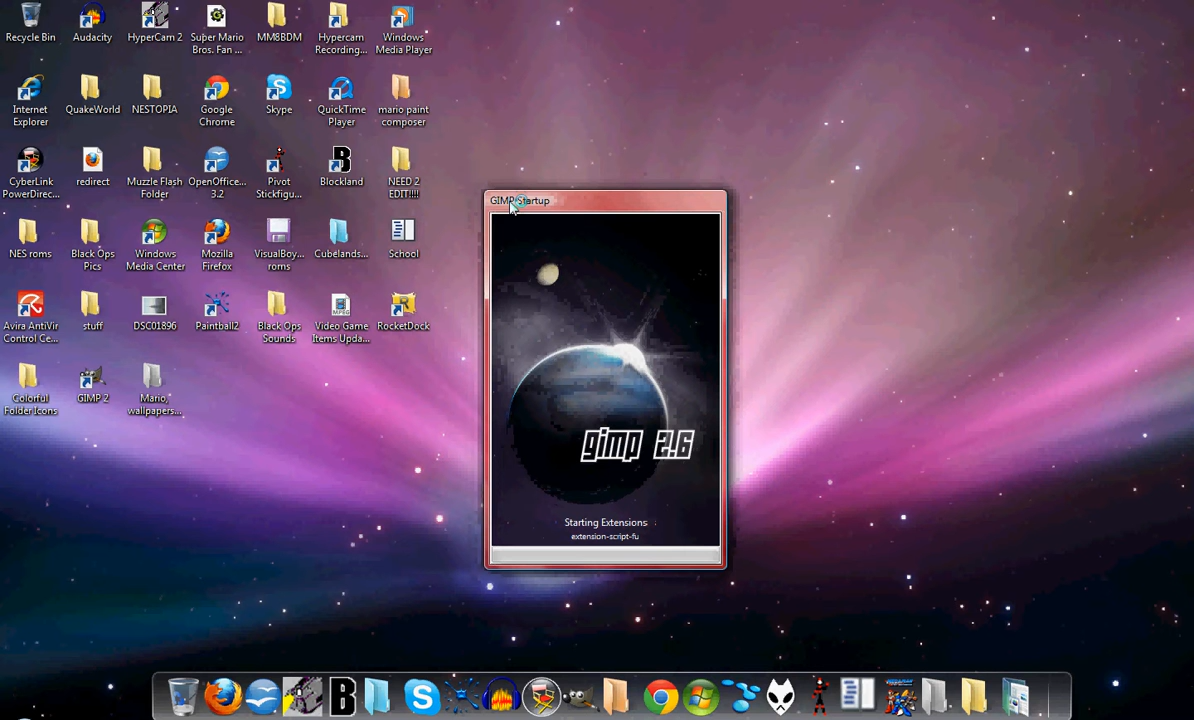 Recycle Bin
Audacity
HyperCam 2
Super Mario
Bros. Fan ...
MM8BDM
Hypercam
Recording...
Windows
Media Player
Internet
Explorer
QuakeWorld
NESTOPIA
Google
Chrome
Skype
QuickTime
Player
mario paint
composer
CyberLink
PowerDirec...
redirect
Muzzle Flash
Folder
OpenOffice....
3.2
Pivot
Stickfigu...
Blockland
NEED 2
EDIT!!!!
NES roms
Black Ops
Pics
Windows
Media Center
Mozilla
Firefox
VisualBoy...
roms
Cubelands...
School
Avira AntiVir
Control Ce...
stuff
DSC01896
Paintball2
Black Ops
Sounds
Video Game
Items Upda...
RocketDock
Colorful
Folder Icons
GIMP 2
Mario,
wallpapers...
GIMP Startup
gimp 2.6
Starting Extensions
extension-script-fu